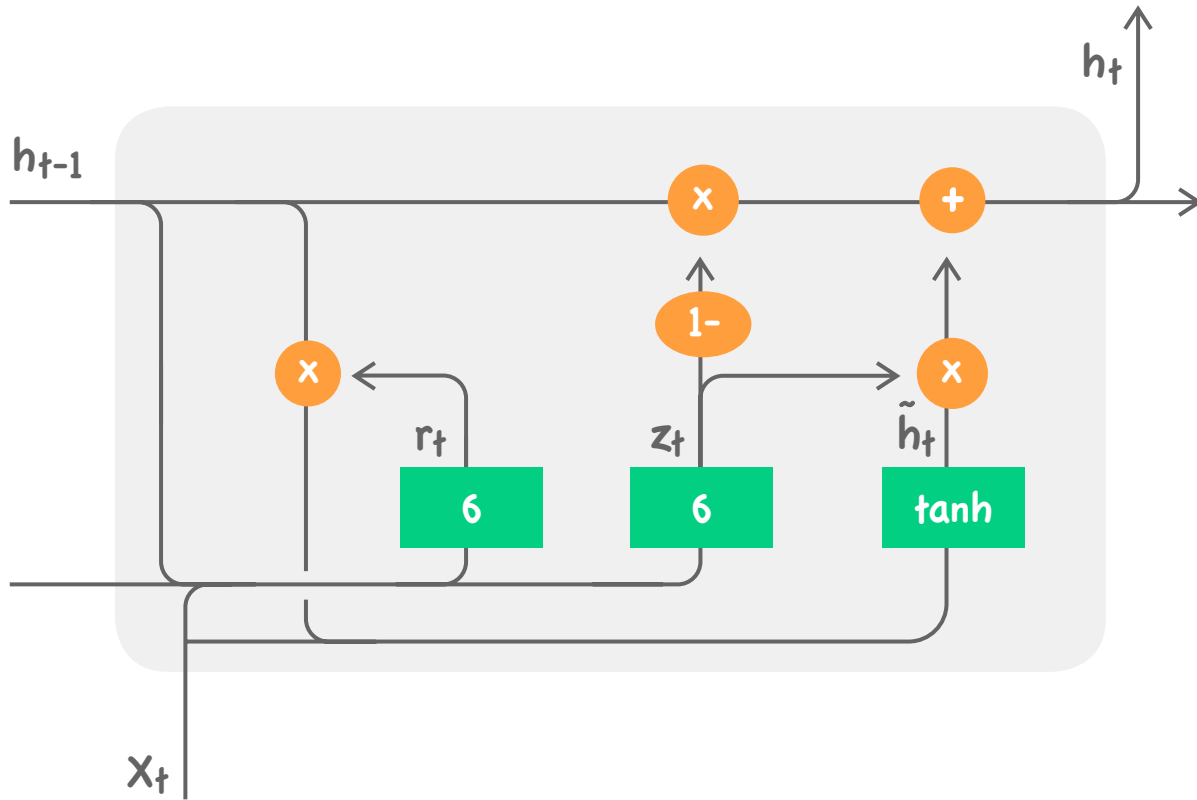 hₜ
hₜ₋₁
x
+
1-
x
x
rₜ
zₜ
h̃ₜ
6
6
tanh
xₜ